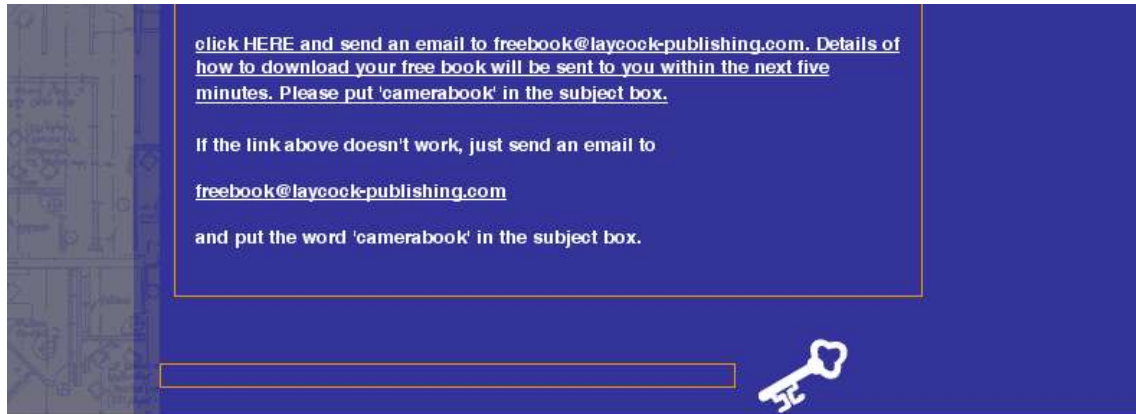 click HERE and send an email to freebook@laycock-publishing.com. Details of
how to download your free book will be sent to you within the next five
minutes. Please put 'camerabook' in the subject box.
If the link above doesn't work, just send an email to
freebook@laycock-publishing.com
and put the word 'camerabook' in the subject box.